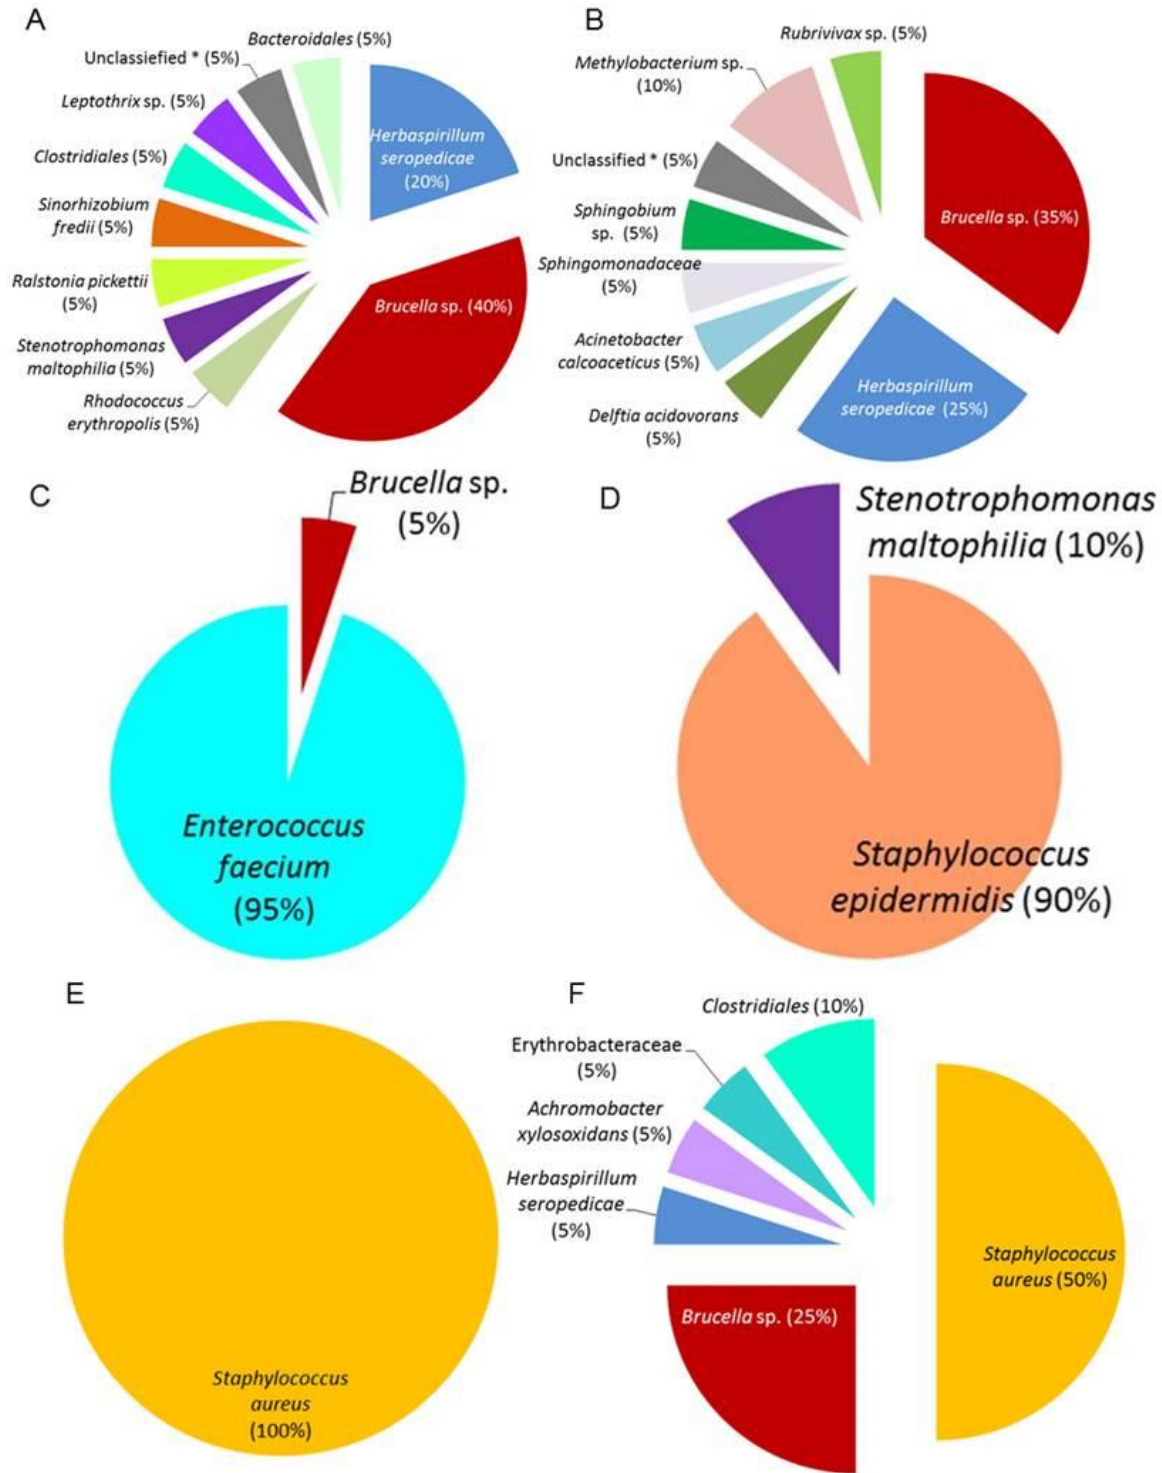 A
Bacteroidales (5%)
Unclassiefied * (5%)
Leptothrix sp. (5%)
Clostridiales (5%)
Sinorhizobium
fredii (5%)
Ralstonia pickettii
(5%)
Stenotrophomonas
maltophilia (5%)
Rhodococcus
erythropolis (5%)
Herbaspirillum
seropedicae
(20%)
Brucella sp. (40%)
B
Rubrivivax sp. (5%)
Methylobacterium sp.
(10%)
Unclassified * (5%)
Sphingobium
sp. (5%)
Sphingomonadaceae
(5%)
Acinetobacter
calcoaceticus (5%)
Delftia acidovorans
(5%)
Brucella sp. (35%)
Herbaspirillum
seropedicae (25%)
C
Brucella sp.
(5%)
Enterococcus
faecium
(95%)
D
Stenotrophomonas
maltophilia (10%)
Staphylococcus
epidermidis (90%)
E
Staphylococcus
aureus
(100%)
F
Clostridiales (10%)
Erythrobacteraceae
(5%)
Achromobacter
xylosoxidans (5%)
Herbaspirillum
seropedicae
(5%)
Staphylococcus
aureus (50%)
Brucella sp. (25%)